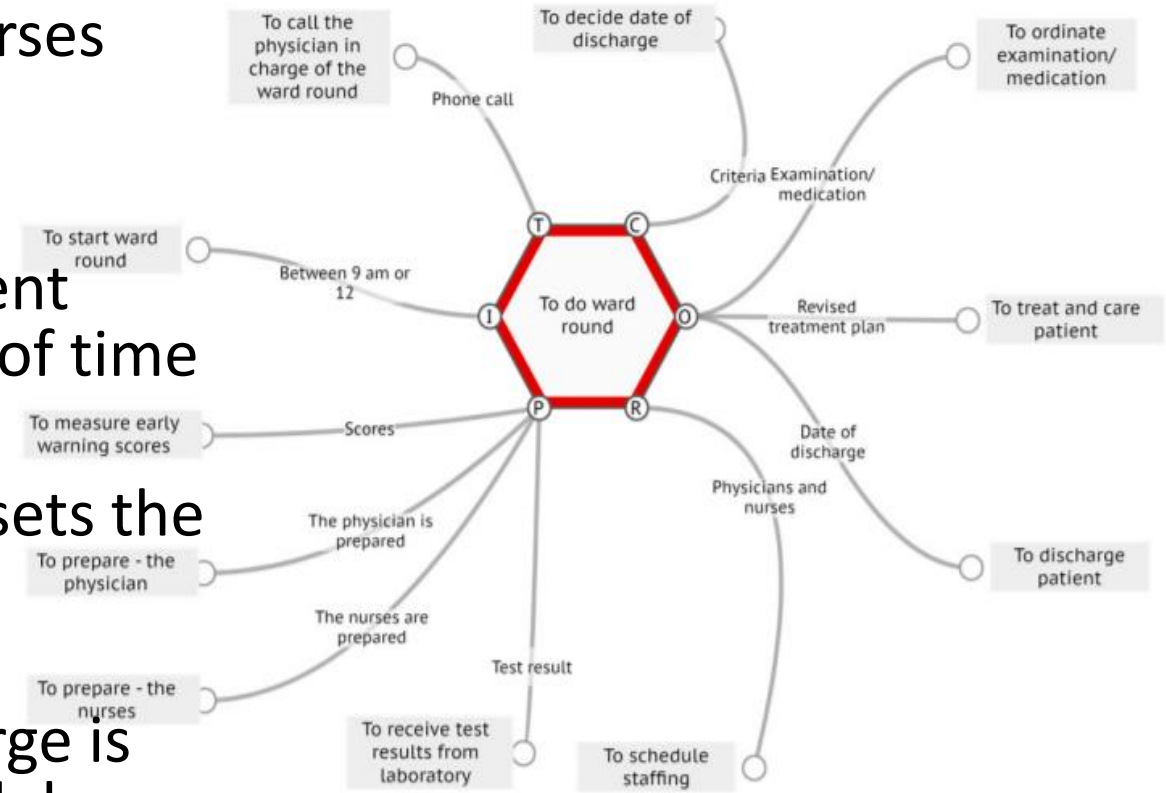 rses
ent
of time
sets the
rge is
To call the
physician in
charge of the
ward round
Phone call
To decide date of
discharge
Criteria
To ordinate
examination/
medication
Examination/
medication
To start ward
round
Between 9 am or
12
T
C
I
O
P
R
To do ward
round
Revised
treatment plan
To treat and care
patient
To measure early
warning scores
Scores
Date of
discharge
To discharge
patient
Physicians and
nurses
To schedule
staffing
The physician is
prepared
To prepare - the
physician
The nurses are
prepared
To prepare - the
nurses
Test result
To receive test
results from
laboratory